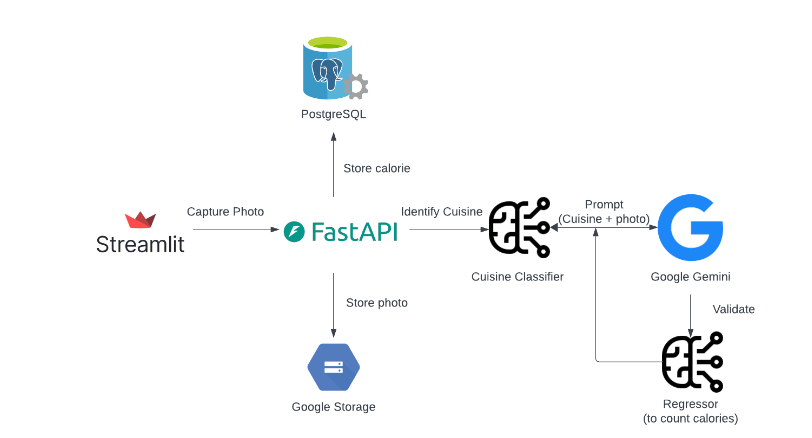 PostgreSQL
Store calorie
Capture Photo
Streamlit
FastAPI
Identify Cuisine
Prompt
(Cuisine + photo)
Cuisine Classifier
Google Gemini
Store photo
Validate
Google Storage
Regressor
(to count calories)